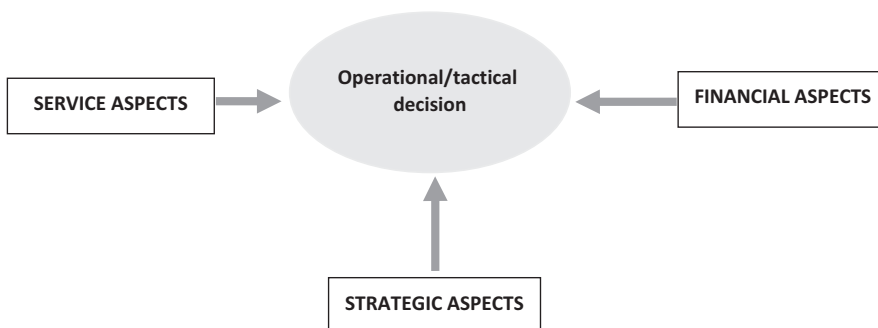 Operational/tactical
decision
SERVICE ASPECTS
FINANCIAL ASPECTS
STRATEGIC ASPECTS